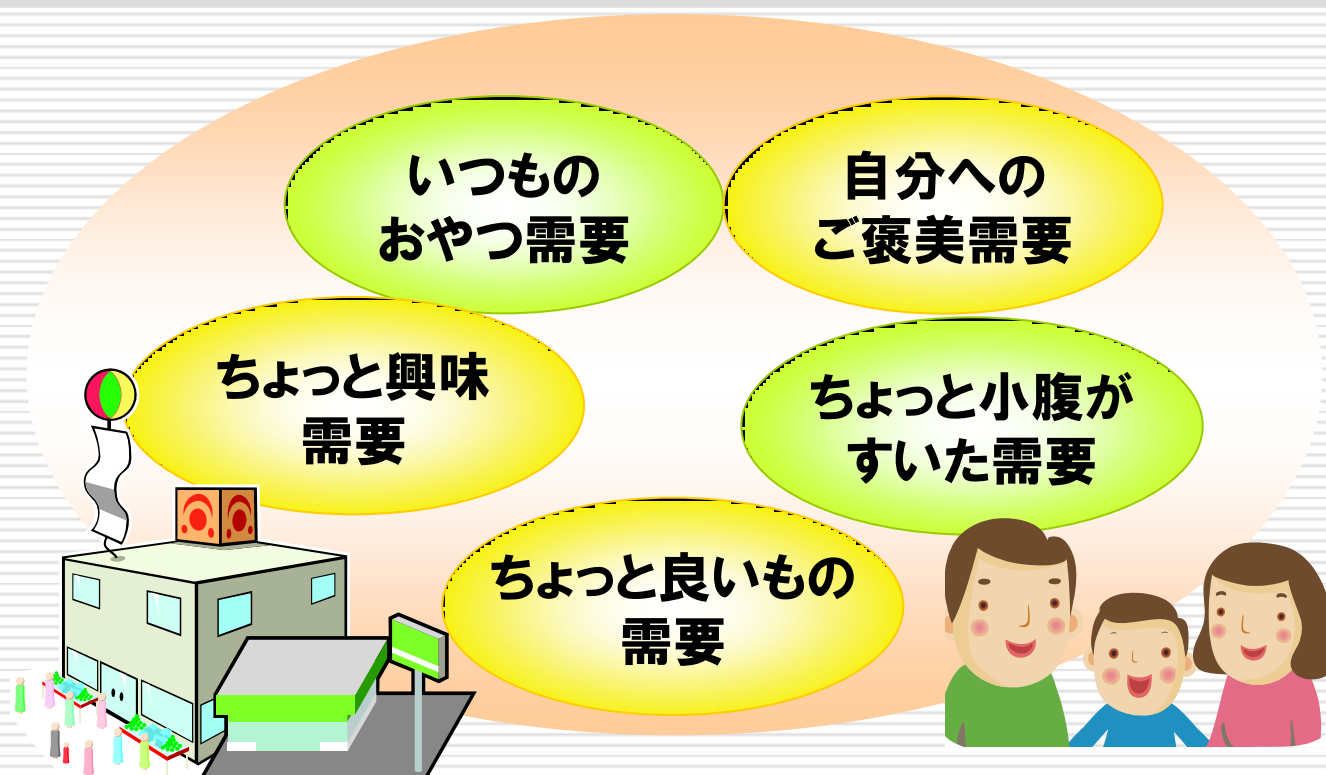 いつもの
おやつ需要
自分への
ご褒美需要
ちょっと興味
需要
ちょっと小腹が
すいた需要
ちょっと良いもの
需要